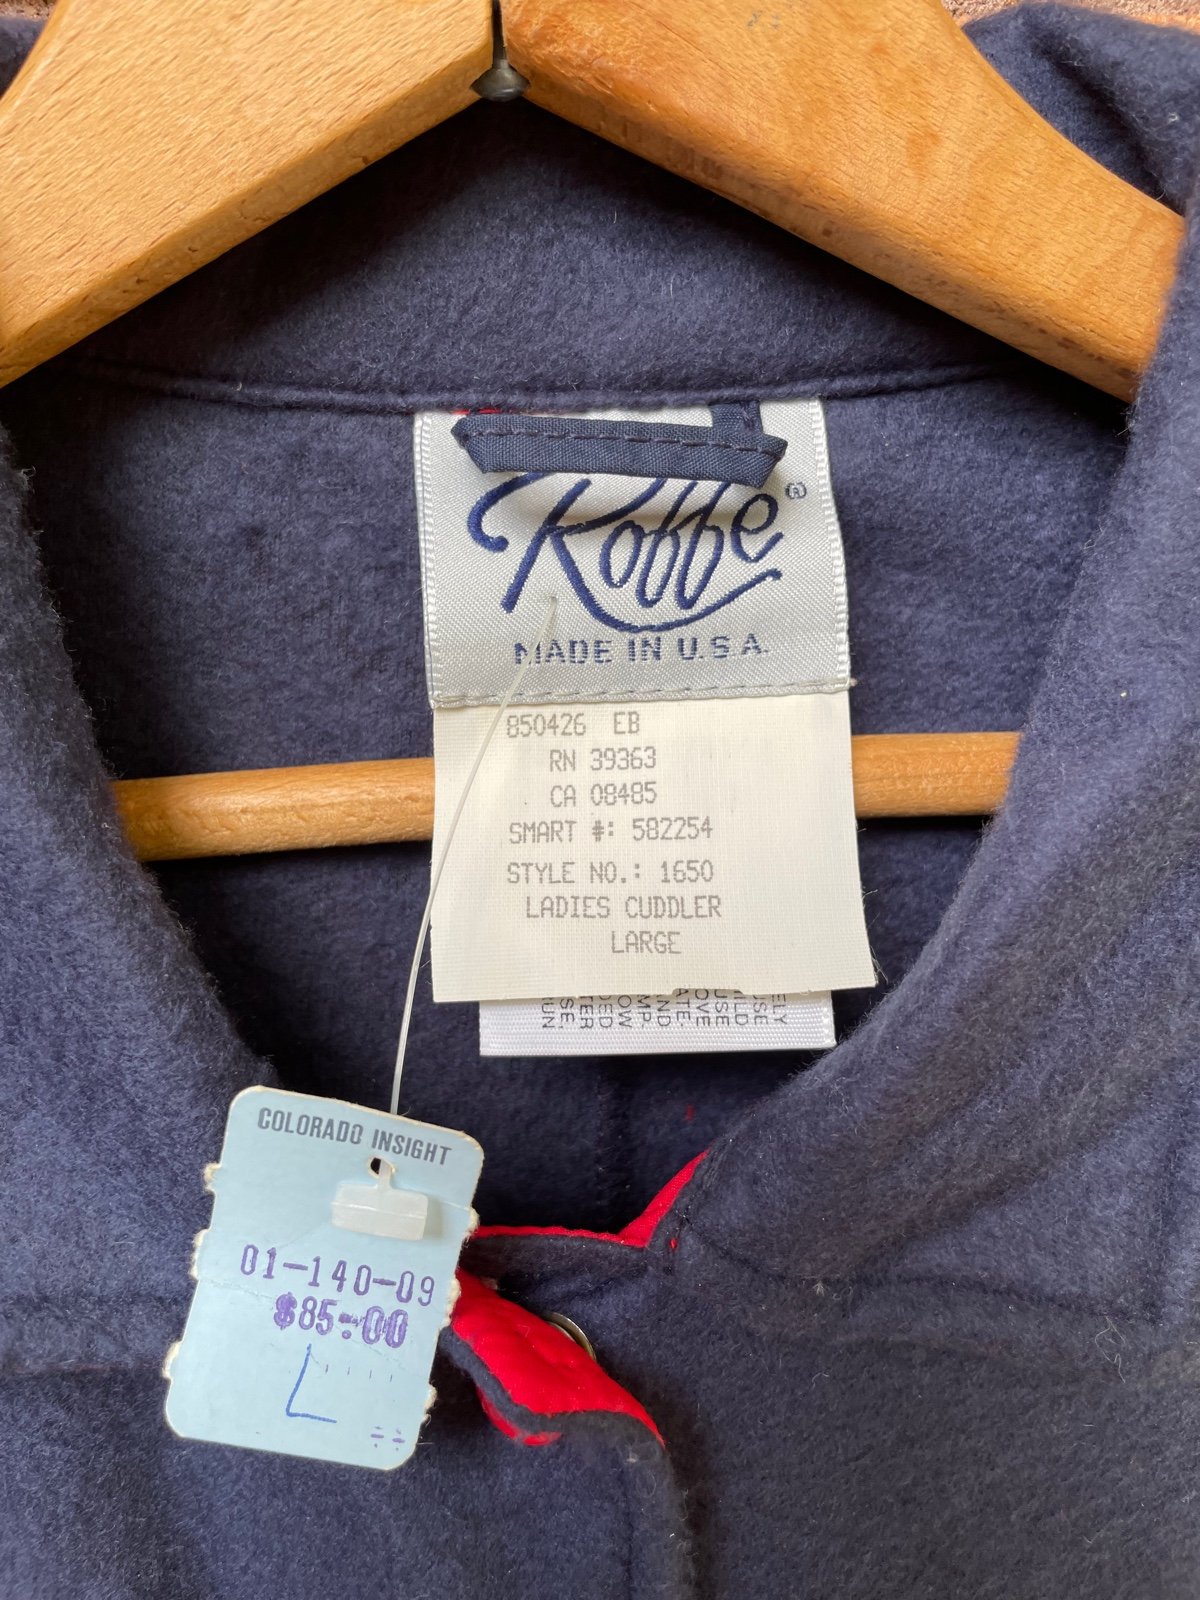 Robbe®
MADE IN U.S.A.
850426 EB
RN 39363
CA 08485
SMART #: 582254
STYLE NO.: 1650
LADIES CUDDLER
LARGE
COLORADO INSIGHT
01-140-09
$85.00
L